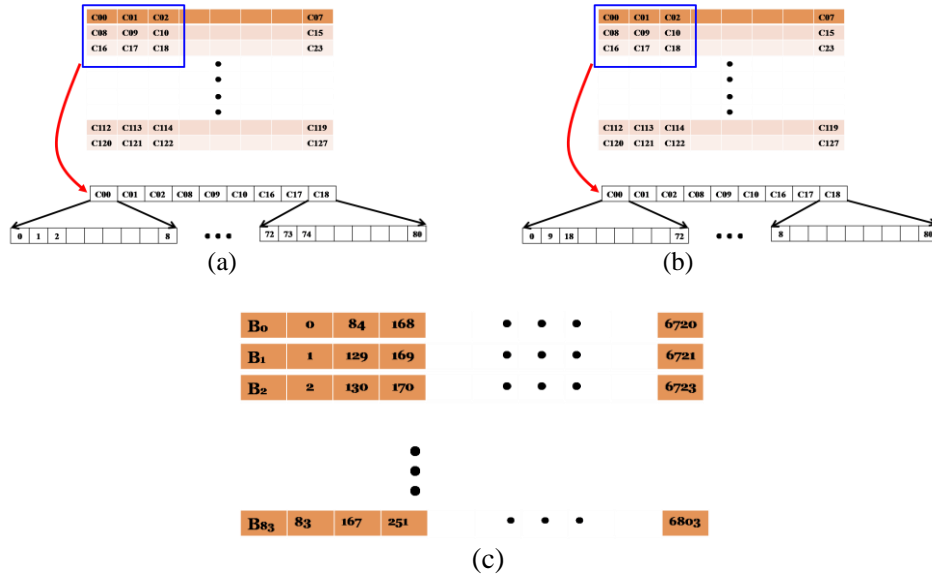 C00 C01 C02 C07
C08 C09 C10 C15
C16 C17 C18 C23
C112 C113 C114 C119
C120 C121 C122 C127
C00 C01 C02 C08 C09 C10 C16 C17 C18
0 1 2 8 72 73 74 80
(a)
C00 C01 C02 C07
C08 C09 C10 C15
C16 C17 C18 C23
C112 C113 C114 C119
C120 C121 C122 C127
C00 C01 C02 C08 C09 C10 C16 C17 C18
0 9 18 72 8 80
(b)
B0 0 84 168 6720
B1 1 129 169 6721
B2 2 130 170 6723
B83 83 167 251 6803
(c)